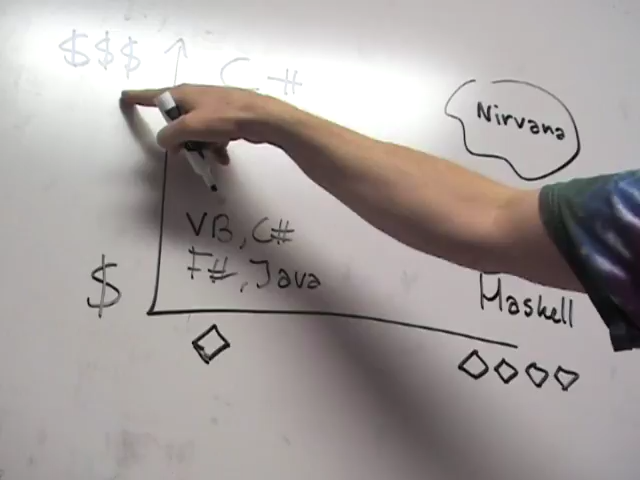 $$$
C#
Nirvana
VB, C#
F#, Java
$
Haskell